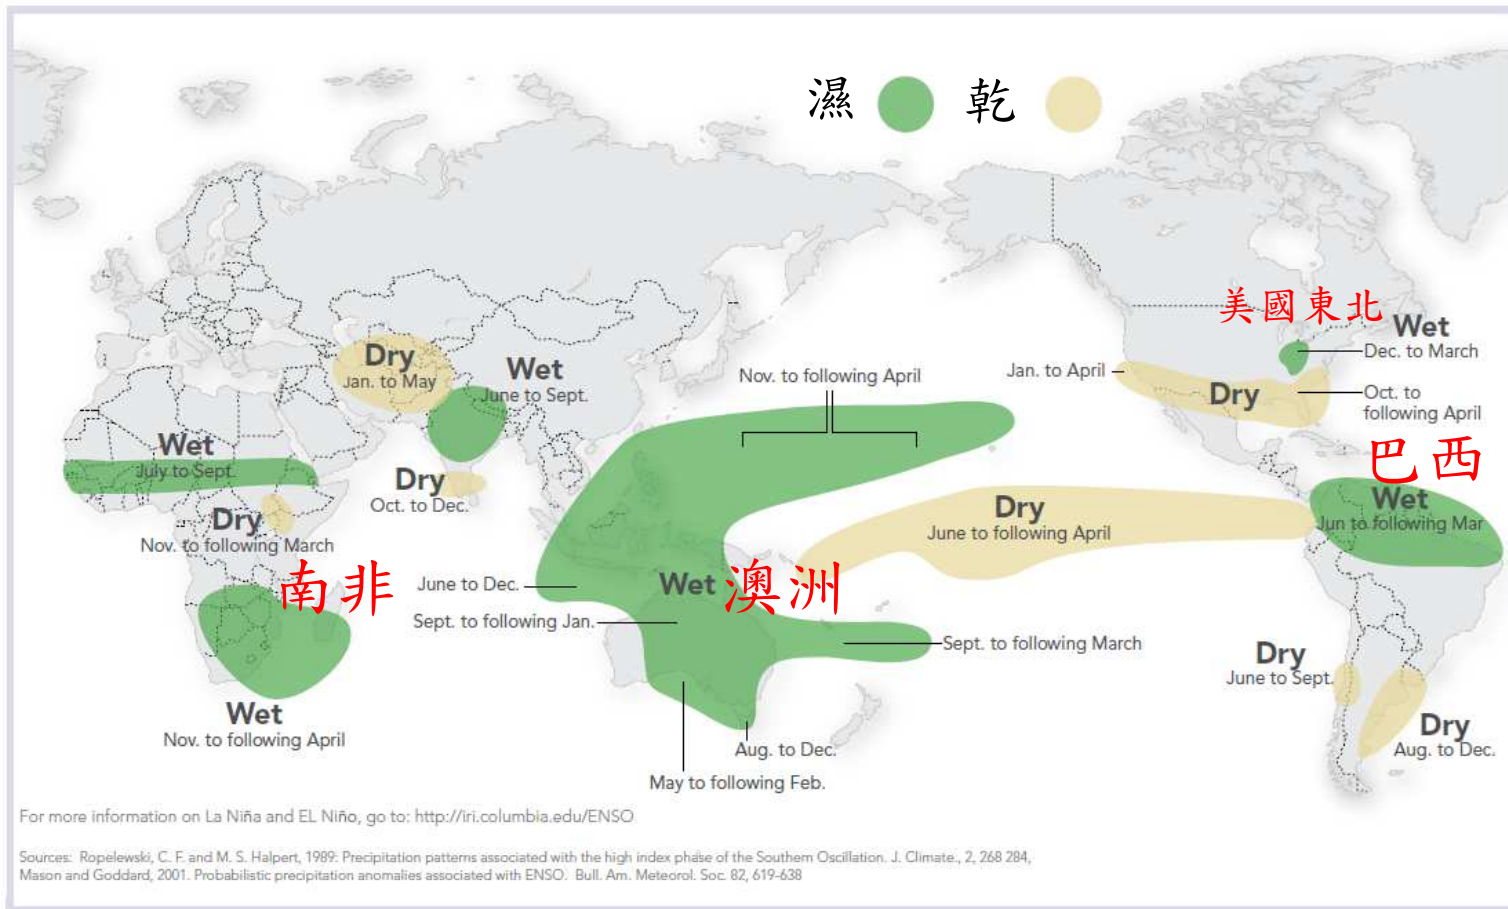 濕 乾
美國東北
Wet
Dec. to March
Dry
Jan. to May
Wet
June to Sept.
Nov. to following April
Jan. to April
Dry
Oct. to
following April
巴西
Wet
July to Sept.
Dry
Oct. to Dec.
Wet
Jun to following Mar
Dry
Nov. to following March
Dry
June to following April
南非
June to Dec.
Wet
澳洲
Sept. to following Jan.
Sept. to following March
Dry
June to Sept.
Wet
Nov. to following April
Aug. to Dec.
Dry
Aug. to Dec.
May to following Feb.
For more information on La Niña and EL Niño, go to: http://iri.columbia.edu/ENSO
Sources: Ropelewski, C. F. and M. S. Halpert, 1989: Precipitation patterns associated with the high index phase of the Southern Oscillation. J. Climate., 2, 268 284,
Mason and Goddard, 2001. Probabilistic precipitation anomalies associated with ENSO. Bull. Am. Meteorol. Soc. 82, 619-638